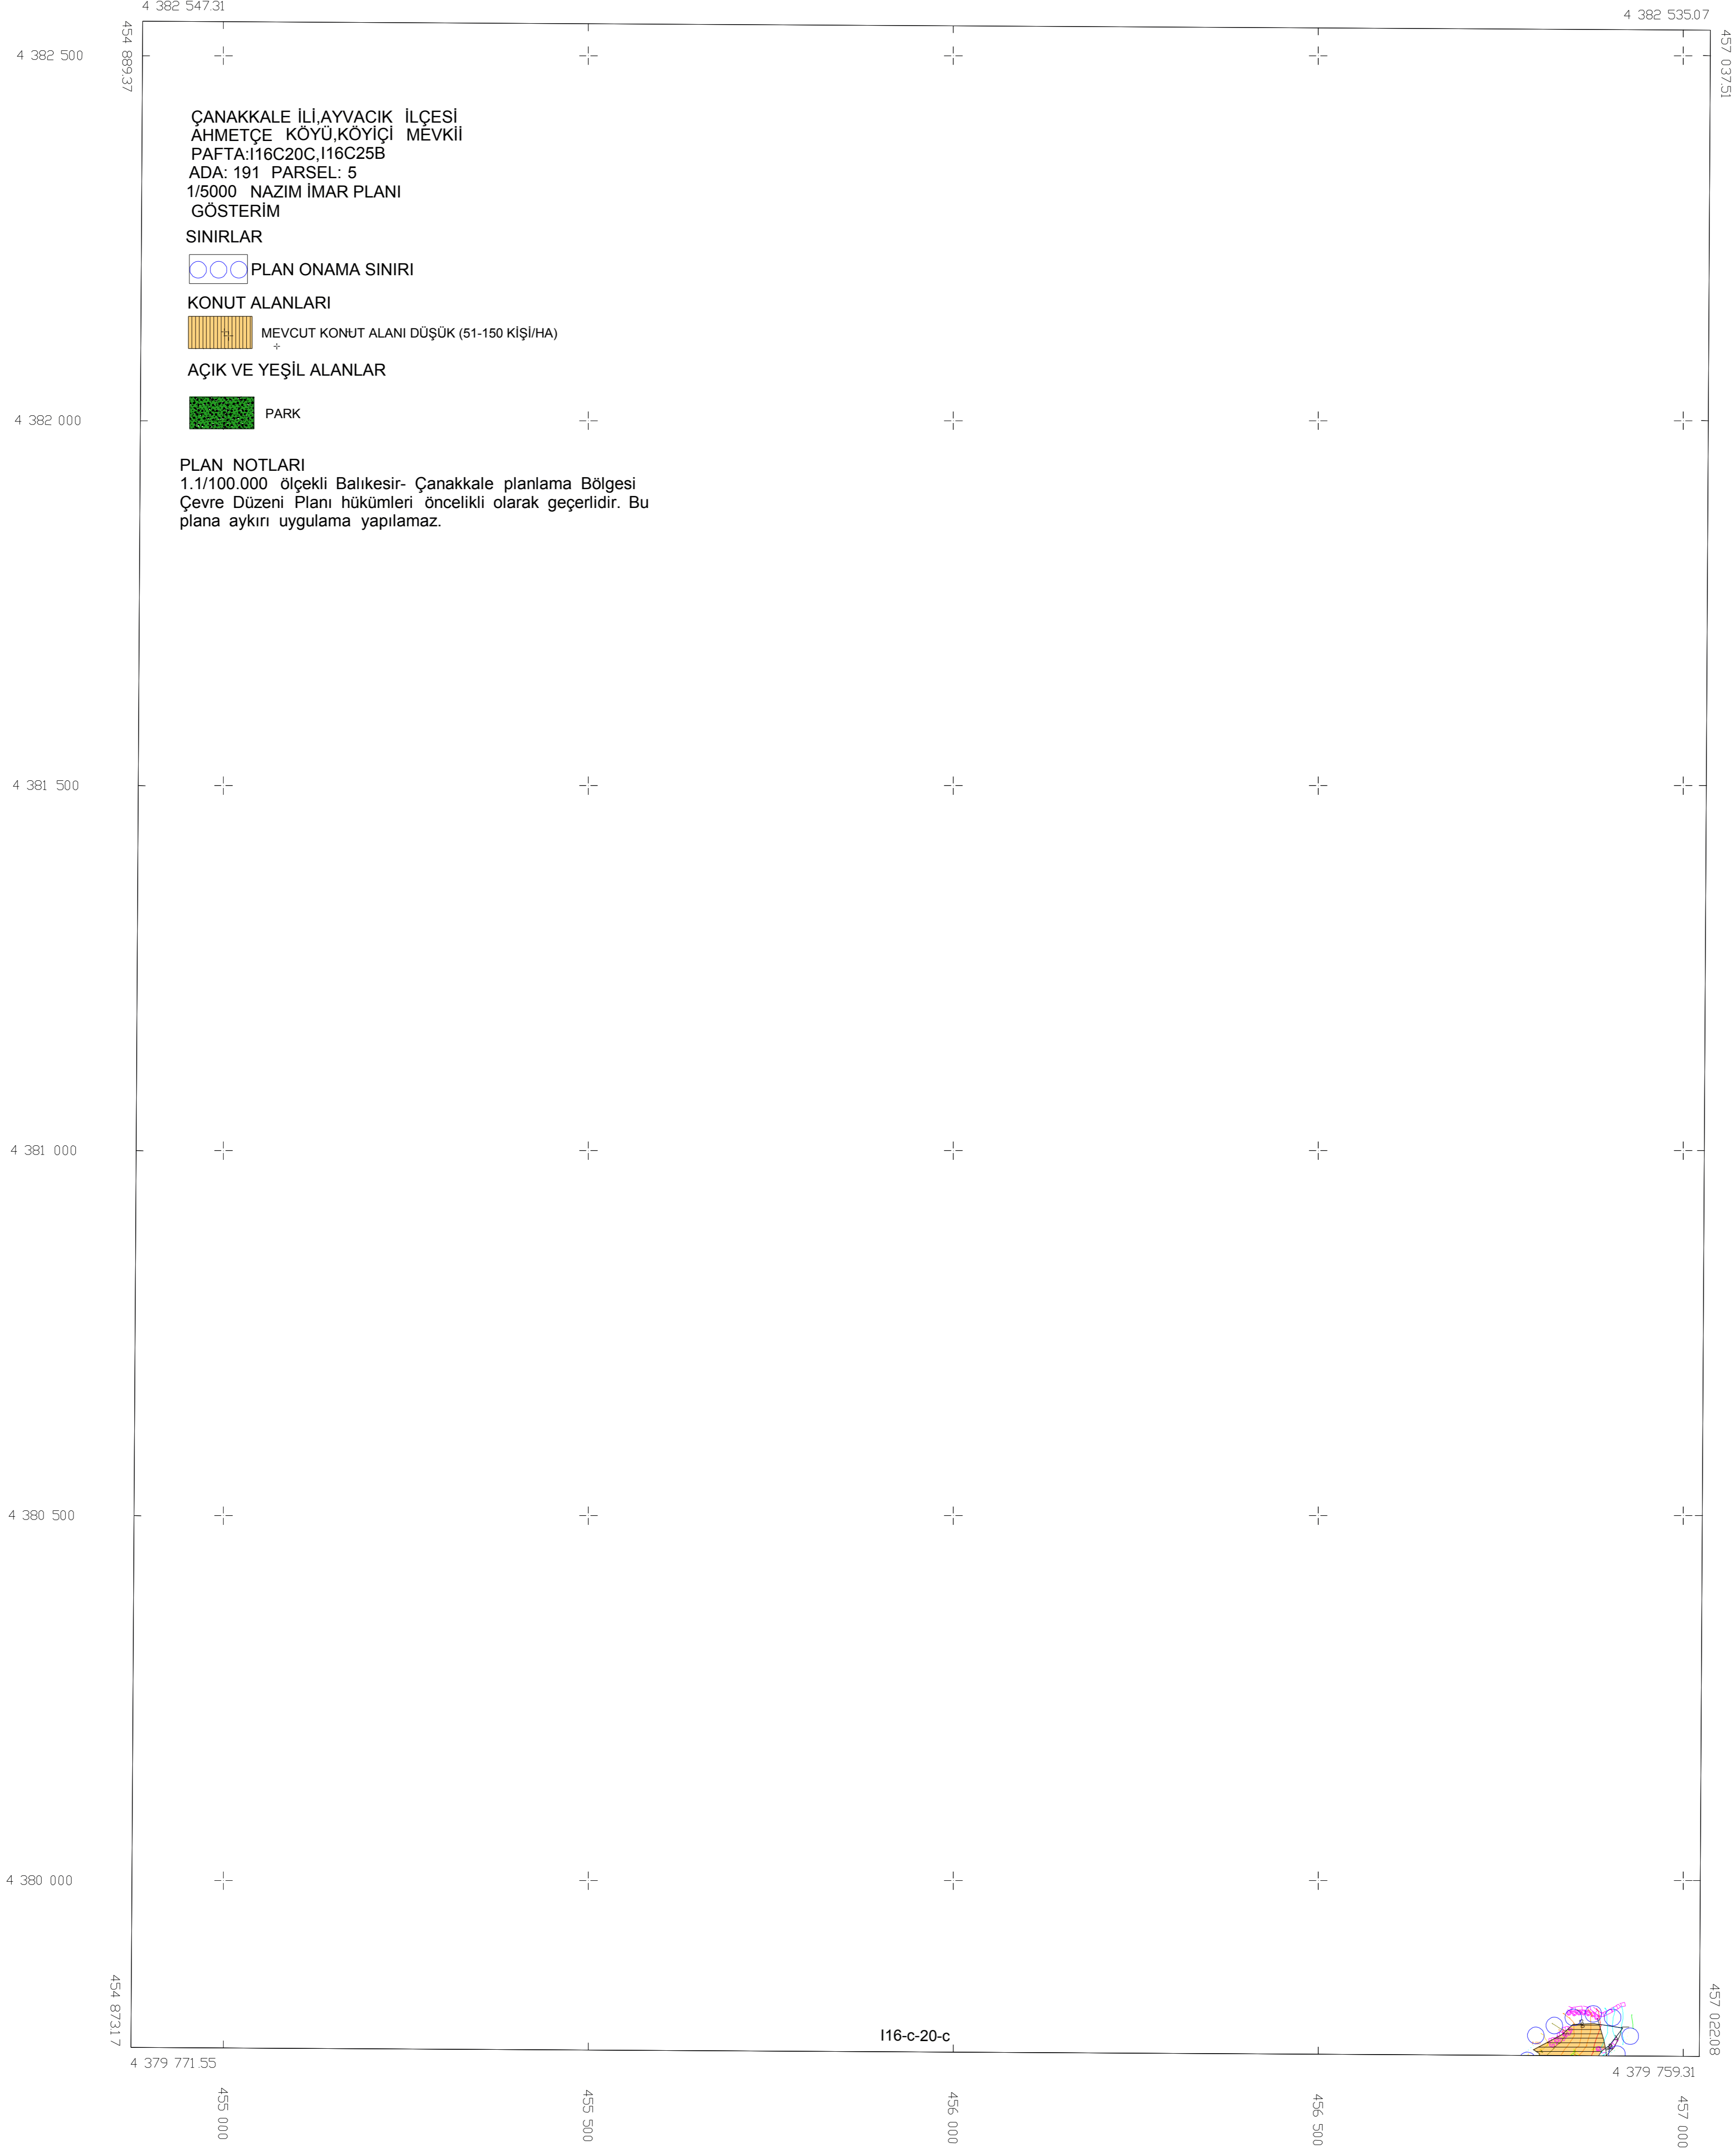 4 382 547.31
4 382 535.07
454 889.37
457 037.51
4 382 500
ÇANAKKALE İLİ,AYVACIK İLÇESİ
AHMETÇE KÖYÜ,KÖYİÇİ MEVKİİ
PAFTA:I16C20C,I16C25B
ADA: 191 PARSEL: 5
1/5000 NAZIM İMAR PLANI
GÖSTERİM
SINIRLAR
PLAN ONAMA SINIRI
KONUT ALANLARI
MEVCUT KONUT ALANI DÜŞÜK (51-150 KİŞİ/HA)
AÇIK VE YEŞİL ALANLAR
PARK
4 382 000
PLAN NOTLARI
1.1/100.000 ölçekli Balıkesir- Çanakkale planlama Bölgesi
Çevre Düzeni Planı hükümleri öncelikli olarak geçerlidir. Bu
plana aykırı uygulama yapılamaz.
4 381 500
4 381 000
4 380 500
4 380 000
454 873.17
457 022.08
I16-c-20-c
4 379 771.55
4 379 759.31
455 000
455 500
456 000
456 500
457 000